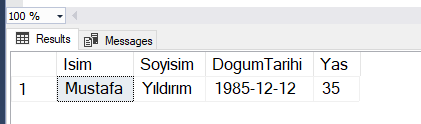 100 %
Results Messages
Isim Soyisim DogumTarihi Yas
1 Mustafa Yıldırım 1985-12-12 35